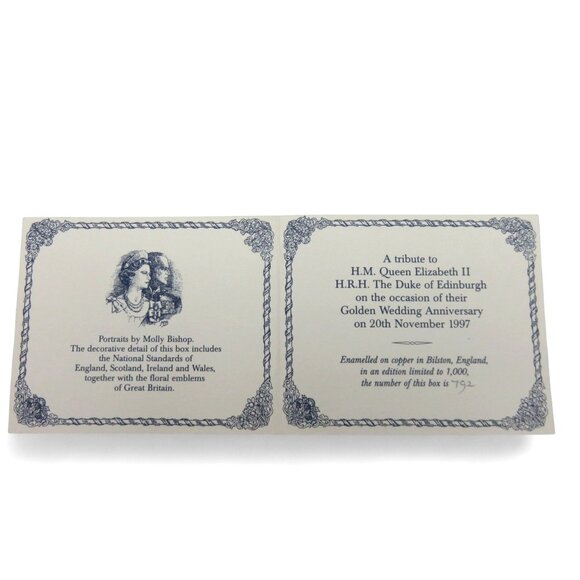 Portraits by Molly Bishop.
The decorative detail of this box includes
the National Standards of
England, Scotland, Ireland and Wales,
together with the floral emblems
of Great Britain.
A tribute to
H.M. Queen Elizabeth II
H.R.H. The Duke of Edinburgh
on the occasion of their
Golden Wedding Anniversary
on 20th November 1997
Enamelled on copper in Bilston, England,
in an edition limited to 1,000,
the number of this box is 792